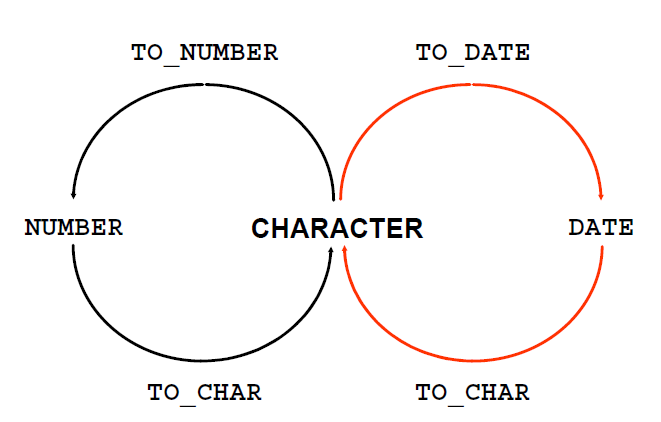 TO_NUMBER TO_DATE
NUMBER CHARACTER DATE
TO_CHAR TO_CHAR